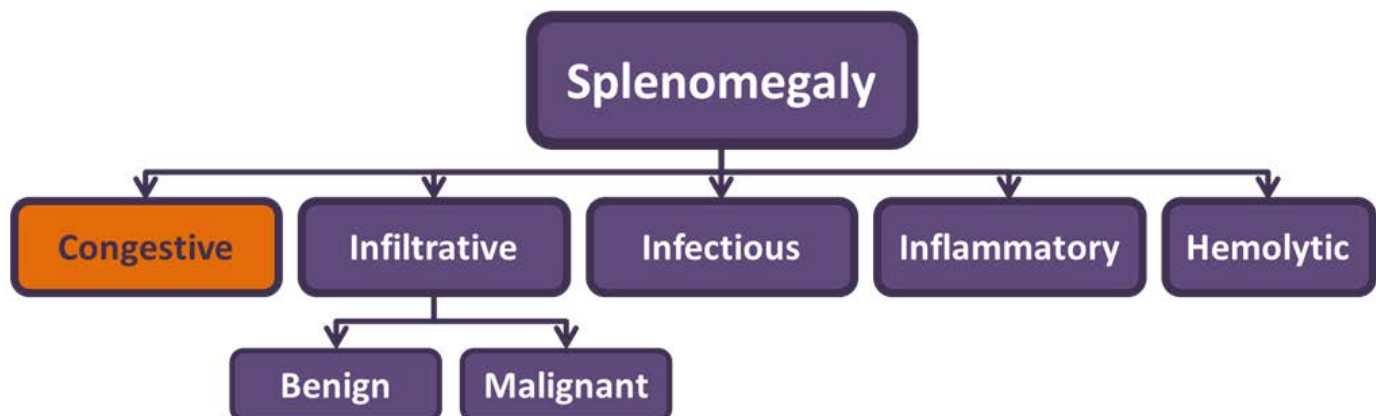 Splenomegaly
Congestive
Infiltrative
Infectious
Inflammatory
Hemolytic
Benign
Malignant